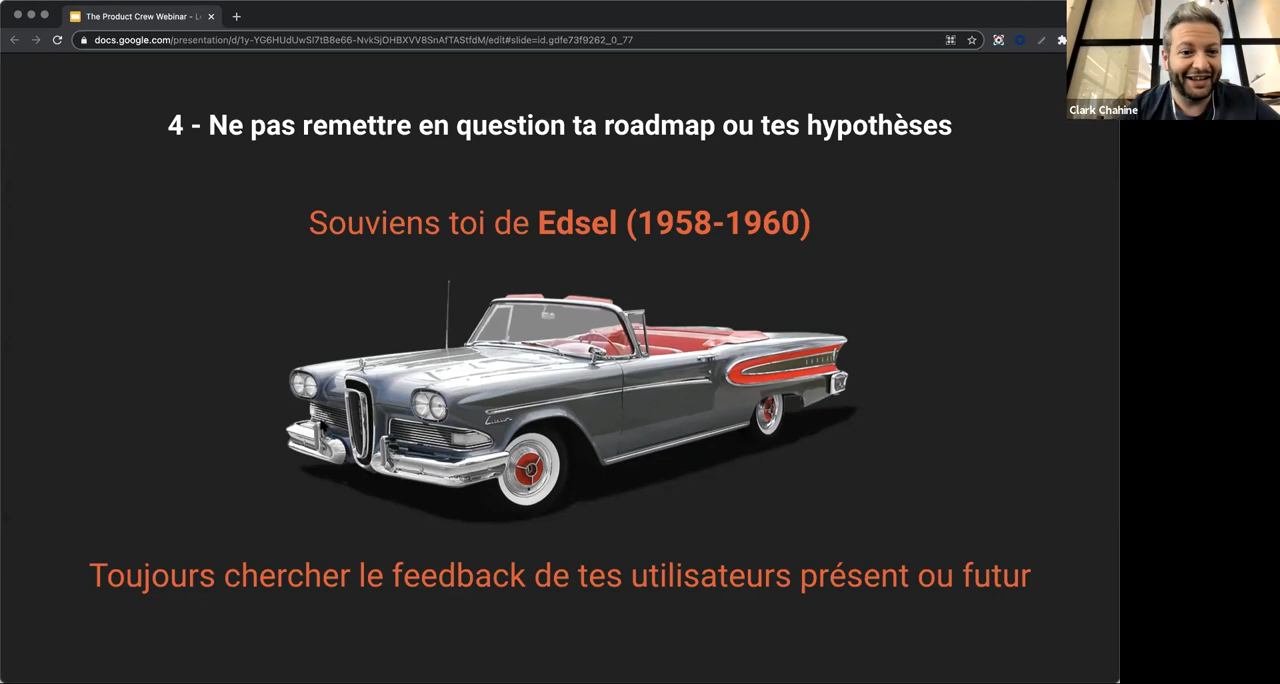 The Product Crew Webinar - L
docs.google.com/presentation/d/1y-YG6HUdUwSI7tB8e66-NvkSjOHBXVV8SnAfTAStfdM/edit#slide=id.gdfe73f9262_0_77
Clark Chahine
4 - Ne pas remettre en question ta roadmap ou tes hypothèses
Souviens toi de Edsel (1958-1960)
Toujours chercher le feedback de tes utilisateurs présent ou futur